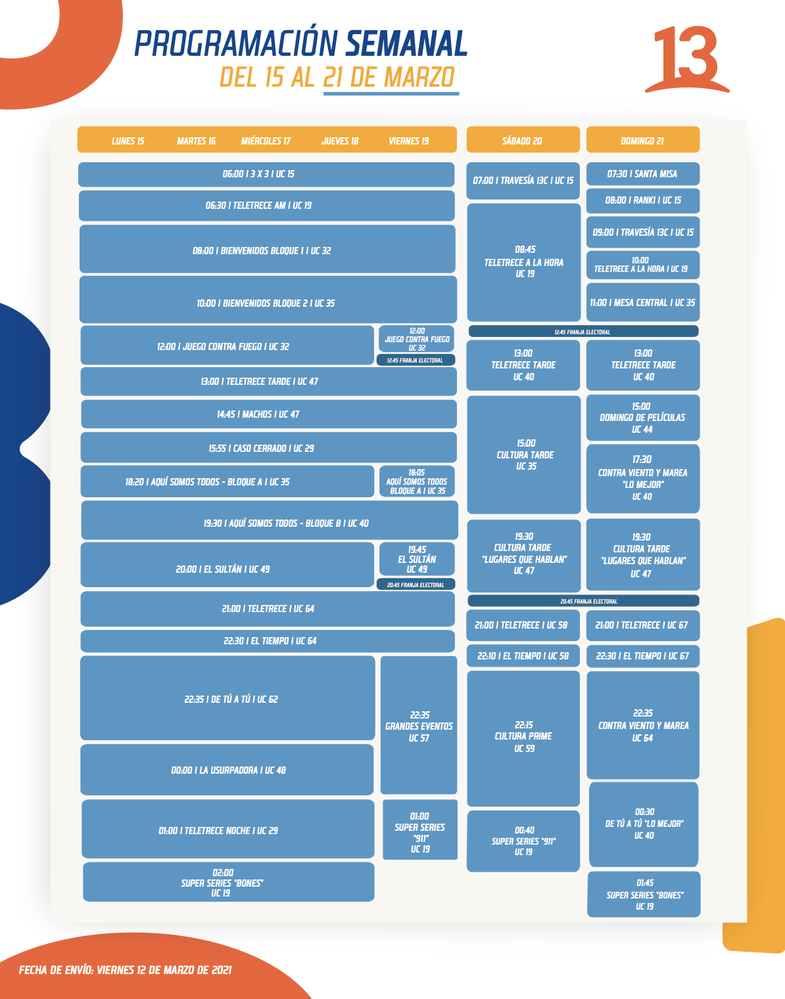 PROGRAMACIÓN SEMANAL
DEL 15 AL 21 DE MARZO
13
LUNES 15
MARTES 16
MIÉRCOLES 17
JUEVES 18
VIERNES 19
SÁBADO 20
DOMINGO 21
06:00 | 3 X 3 | UC 15
06:30 | TELETRECE AM | UC 19
08:00 | BIENVENIDOS BLOQUE 1 | UC 32
10:00 | BIENVENIDOS BLOQUE 2 | UC 35
12:00 | JUEGO CONTRA FUEGO | UC 32
12:00
JUEGO CONTRA FUEGO
UC 32
12:45 FRANJA ELECTORAL
13:00 | TELETRECE TARDE | UC 47
14:45 | MACHOS | UC 47
15:55 | CASO CERRADO | UC 29
18:20 | AQUÍ SOMOS TODOS - BLOQUE A | UC 35
18:05
AQUÍ SOMOS TODOS
BLOQUE A | UC 35
19:30 | AQUÍ SOMOS TODOS - BLOQUE B | UC 40
20:00 | EL SULTÁN | UC 49
19:45
EL SULTÁN
UC 49
20:45 FRANJA ELECTORAL
21:00 | TELETRECE | UC 64
22:30 | EL TIEMPO | UC 64
22:35 | DE TÚ A TÚ | UC 62
22:35
GRANDES EVENTOS
UC 57
00:00 | LA USURPADORA | UC 48
01:00 | TELETRECE NOCHE | UC 29
01:00
SUPER SERIES
"911"
UC 19
02:00
SUPER SERIES "BONES"
UC 19
07:00 | TRAVESÍA 13C | UC 15
08:45
TELETRECE A LA HORA
UC 19
12:45 FRANJA ELECTORAL
13:00
TELETRECE TARDE
UC 40
15:00
CULTURA TARDE
UC 35
19:30
CULTURA TARDE
"LUGARES QUE HABLAN"
UC 47
20:45 FRANJA ELECTORAL
21:00 | TELETRECE | UC 58
22:10 | EL TIEMPO | UC 58
22:15
CULTURA PRIME
UC 59
00:40
SUPER SERIES "911"
UC 19
07:30 | SANTA MISA
08:00 | RANKI | UC 15
09:00 | TRAVESÍA 13C | UC 15
10:00
TELETRECE A LA HORA | UC 19
11:00 | MESA CENTRAL | UC 35
13:00
TELETRECE TARDE
UC 40
15:00
DOMINGO DE PELÍCULAS
UC 44
17:30
CONTRA VIENTO Y MAREA
"LO MEJOR"
UC 40
19:30
CULTURA TARDE
"LUGARES QUE HABLAN"
UC 47
21:00 | TELETRECE | UC 67
22:30 | EL TIEMPO | UC 67
22:35
CONTRA VIENTO Y MAREA
UC 64
00:30
DE TÚ A TÚ "LO MEJOR"
UC 40
01:45
SUPER SERIES "BONES"
UC 19
FECHA DE ENVÍO: VIERNES 12 DE MARZO DE 2021